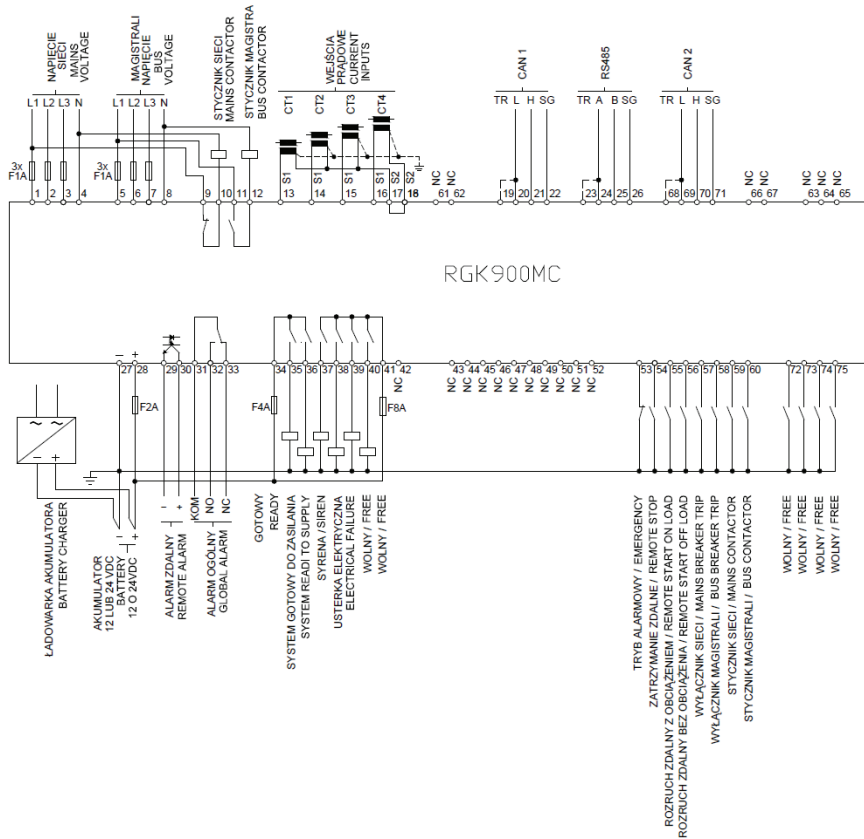 NAPIĘCIE
SIECI
MAINS
VOLTAGE
L1 L2 L3 N
MAGISTRALI
NAPIĘCIE
BUS
VOLTAGE
L1 L2 L3 N
STYCZNIK SIECI
MAINS CONTACTOR
STYCZNIK MAGISTRA
BUS CONTACTOR
WEJŚCIA
PRĄDOWE
CURRENT
INPUTS
CT1 CT2 CT3 CT4
CAN 1
TR L H SG
RS485
TR A B SG
CAN 2
TR L H SG
3x
F1A
3x
F1A
S1 S1 S1 S1 S2 S2
NC NC
NC NC
NC NC NC
1 2 3 4 5 6 7 8 9 10 11 12 13 14 15 16 17 18 61 62 19 20 21 22 23 24 25 26 68 69 70 71 66 67 63 64 65
RGK900MC
− +
27 28 29 30 31 32 33 34 35 36 37 38 39 40 41 42 43 44 45 46 47 48 49 50 51 52 53 54 55 56 57 58 59 60 72 73 74 75
NC
NC NC NC NC NC NC NC NC NC NC
F2A
F4A
F8A
~ ~
− +
− +
− +
KOM
NO
NC
ŁADOWARKA AKUMULATORA
BATTERY CHARGER
AKUMULATOR
12 LUB 24 VDC
BATTERY
12 O 24VDC
ALARM ZDALNY
REMOTE ALARM
ALARM OGÓLNY
GLOBAL ALARM
GOTOWY
READY
SYSTEM GOTOWY DO ZASILANIA
SYSTEM READI TO SUPPLY
SYRENA / SIREN
USTERKA ELEKTRYCZNA
ELECTRICAL FAILURE
WOLNY / FREE
WOLNY / FREE
TRYB ALARMOWY / EMERGENCY
ZATRZYMANIE ZDALNE / REMOTE STOP
ROZRUCH ZDALNY Z OBCIĄŻENIEM / REMOTE START ON LOAD
ROZRUCH ZDALNY BEZ OBCIĄŻENIA / REMOTE START OFF LOAD
WYŁĄCZNIK SIECI / MAINS BREAKER TRIP
WYŁĄCZNIK MAGISTRALI / BUS BREAKER TRIP
STYCZNIK SIECI / MAINS CONTACTOR
STYCZNIK MAGISTRALI / BUS CONTACTOR
WOLNY / FREE
WOLNY / FREE
WOLNY / FREE
WOLNY / FREE